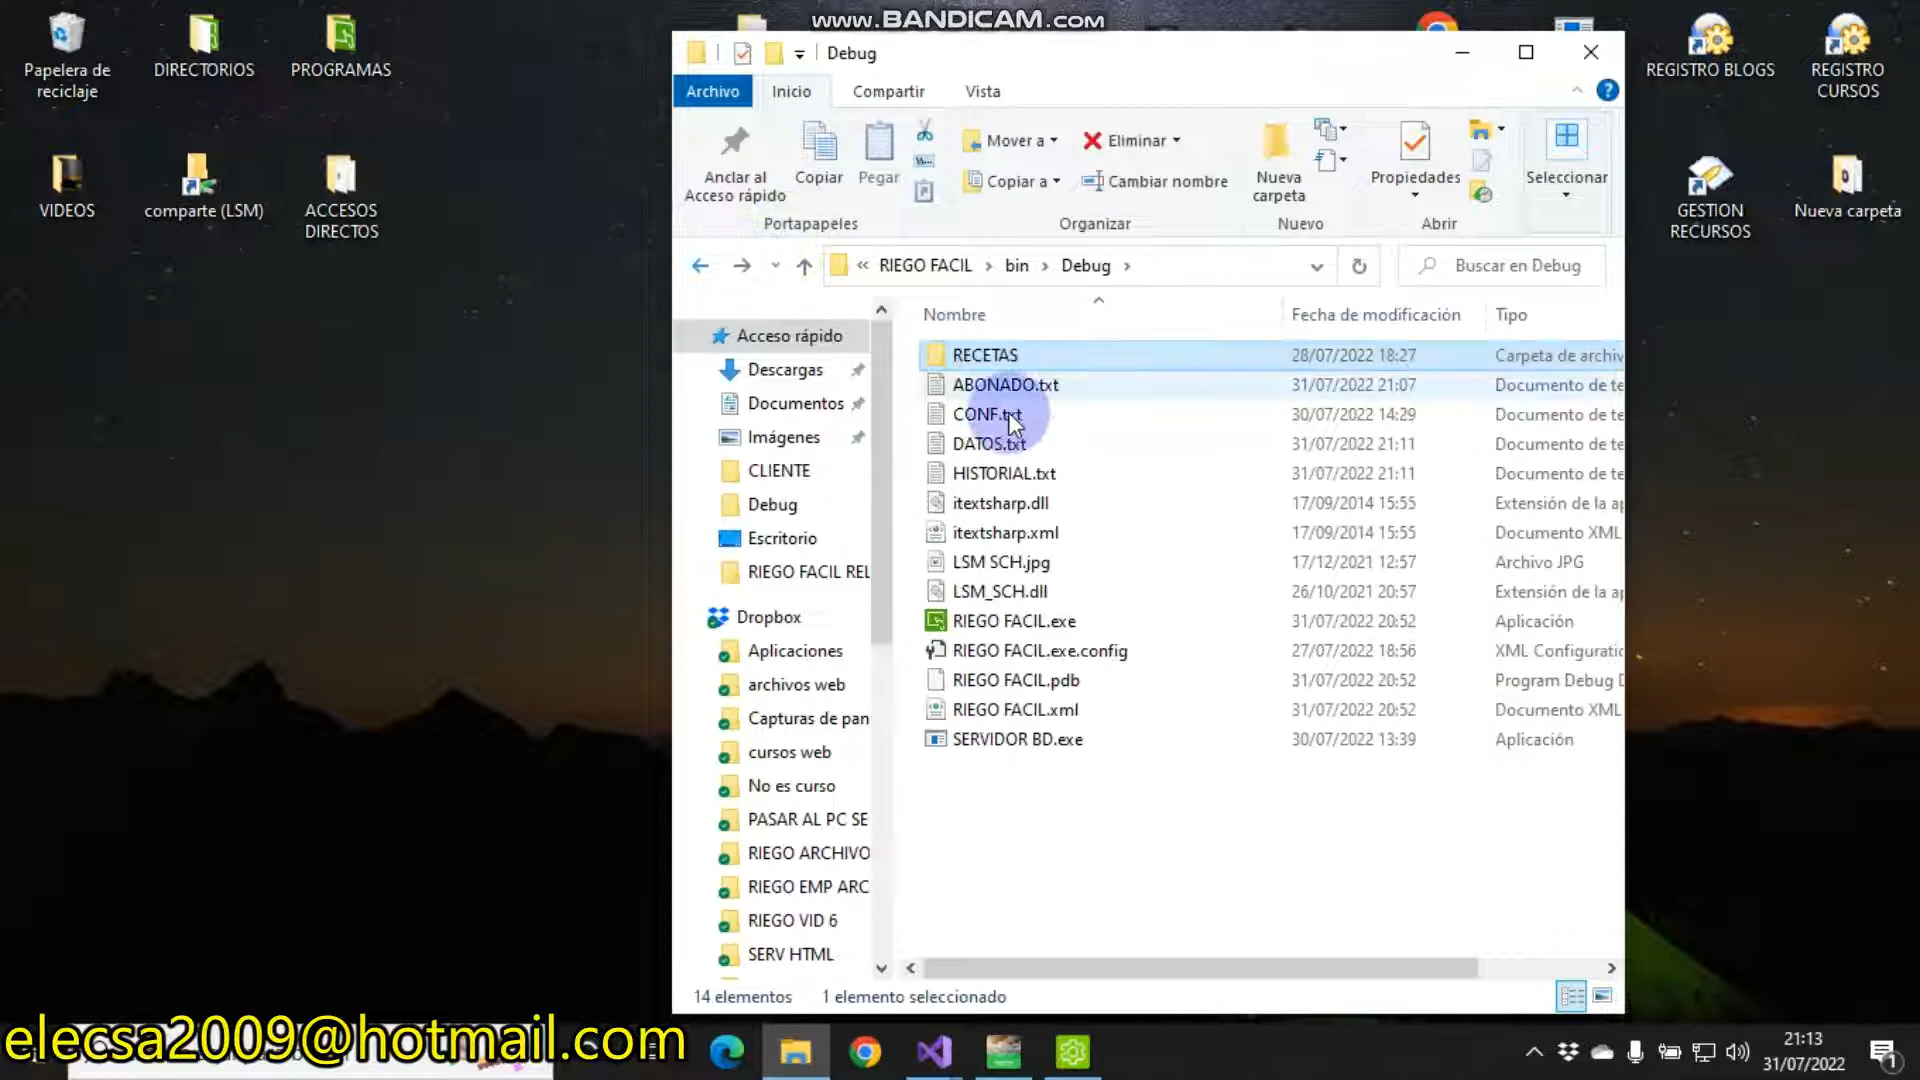 www.BANDICAM.com
Papelera de
reciclaje
DIRECTORIOS
PROGRAMAS
VIDEOS
comparte (LSM)
ACCESOS
DIRECTOS
REGISTRO BLOGS
REGISTRO
CURSOS
GESTION
RECURSOS
Nueva carpeta
Debug
Archivo
Inicio
Compartir
Vista
Anclar al
Acceso rápido
Copiar
Pegar
Mover a
Copiar a
Eliminar
Cambiar nombre
Nueva
carpeta
Propiedades
Seleccionar
Portapapeles
Organizar
Nuevo
Abrir
« RIEGO FACIL › bin › Debug ›
Buscar en Debug
Acceso rápido
Descargas
Documentos
Imágenes
CLIENTE
Debug
Escritorio
RIEGO FACIL REL
Dropbox
Aplicaciones
archivos web
Capturas de pan
cursos web
No es curso
PASAR AL PC SE
RIEGO ARCHIVO
RIEGO EMP ARC
RIEGO VID 6
SERV HTML
Nombre Fecha de modificación Tipo
RECETAS 28/07/2022 18:27 Carpeta de archiv
ABONADO.txt 31/07/2022 21:07 Documento de te
CONF.txt 30/07/2022 14:29 Documento de te
DATOS.txt 31/07/2022 21:11 Documento de te
HISTORIAL.txt 31/07/2022 21:11 Documento de te
itextsharp.dll 17/09/2014 15:55 Extensión de la ap
itextsharp.xml 17/09/2014 15:55 Documento XML
LSM SCH.jpg 17/12/2021 12:57 Archivo JPG
LSM_SCH.dll 26/10/2021 20:57 Extensión de la ap
RIEGO FACIL.exe 31/07/2022 20:52 Aplicación
RIEGO FACIL.exe.config 27/07/2022 18:56 XML Configuratio
RIEGO FACIL.pdb 31/07/2022 20:52 Program Debug D
RIEGO FACIL.xml 31/07/2022 20:52 Documento XML
SERVIDOR BD.exe 30/07/2022 13:39 Aplicación
14 elementos 1 elemento seleccionado
elecsa2009@hotmail.com
21:13
31/07/2022
1